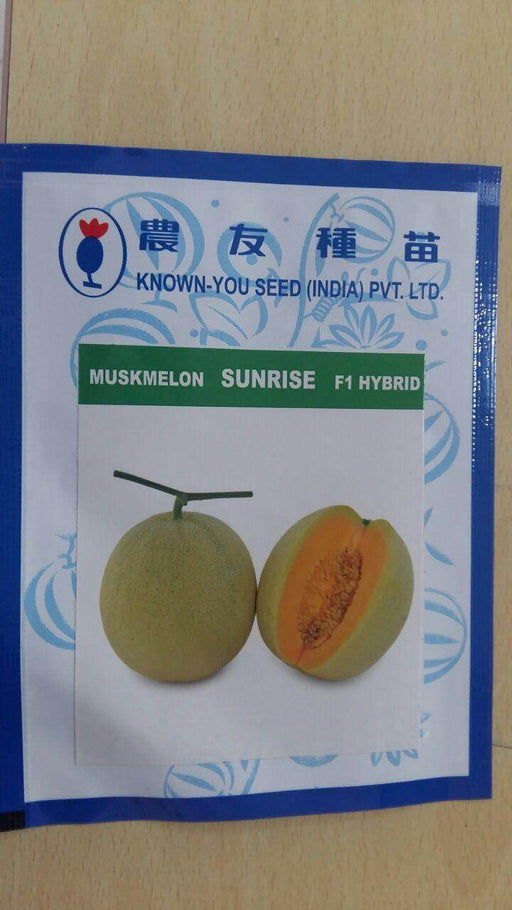 農友種苗
KNOWN-YOU SEED (INDIA) PVT. LTD.
MUSKMELON SUNRISE F1 HYBRID